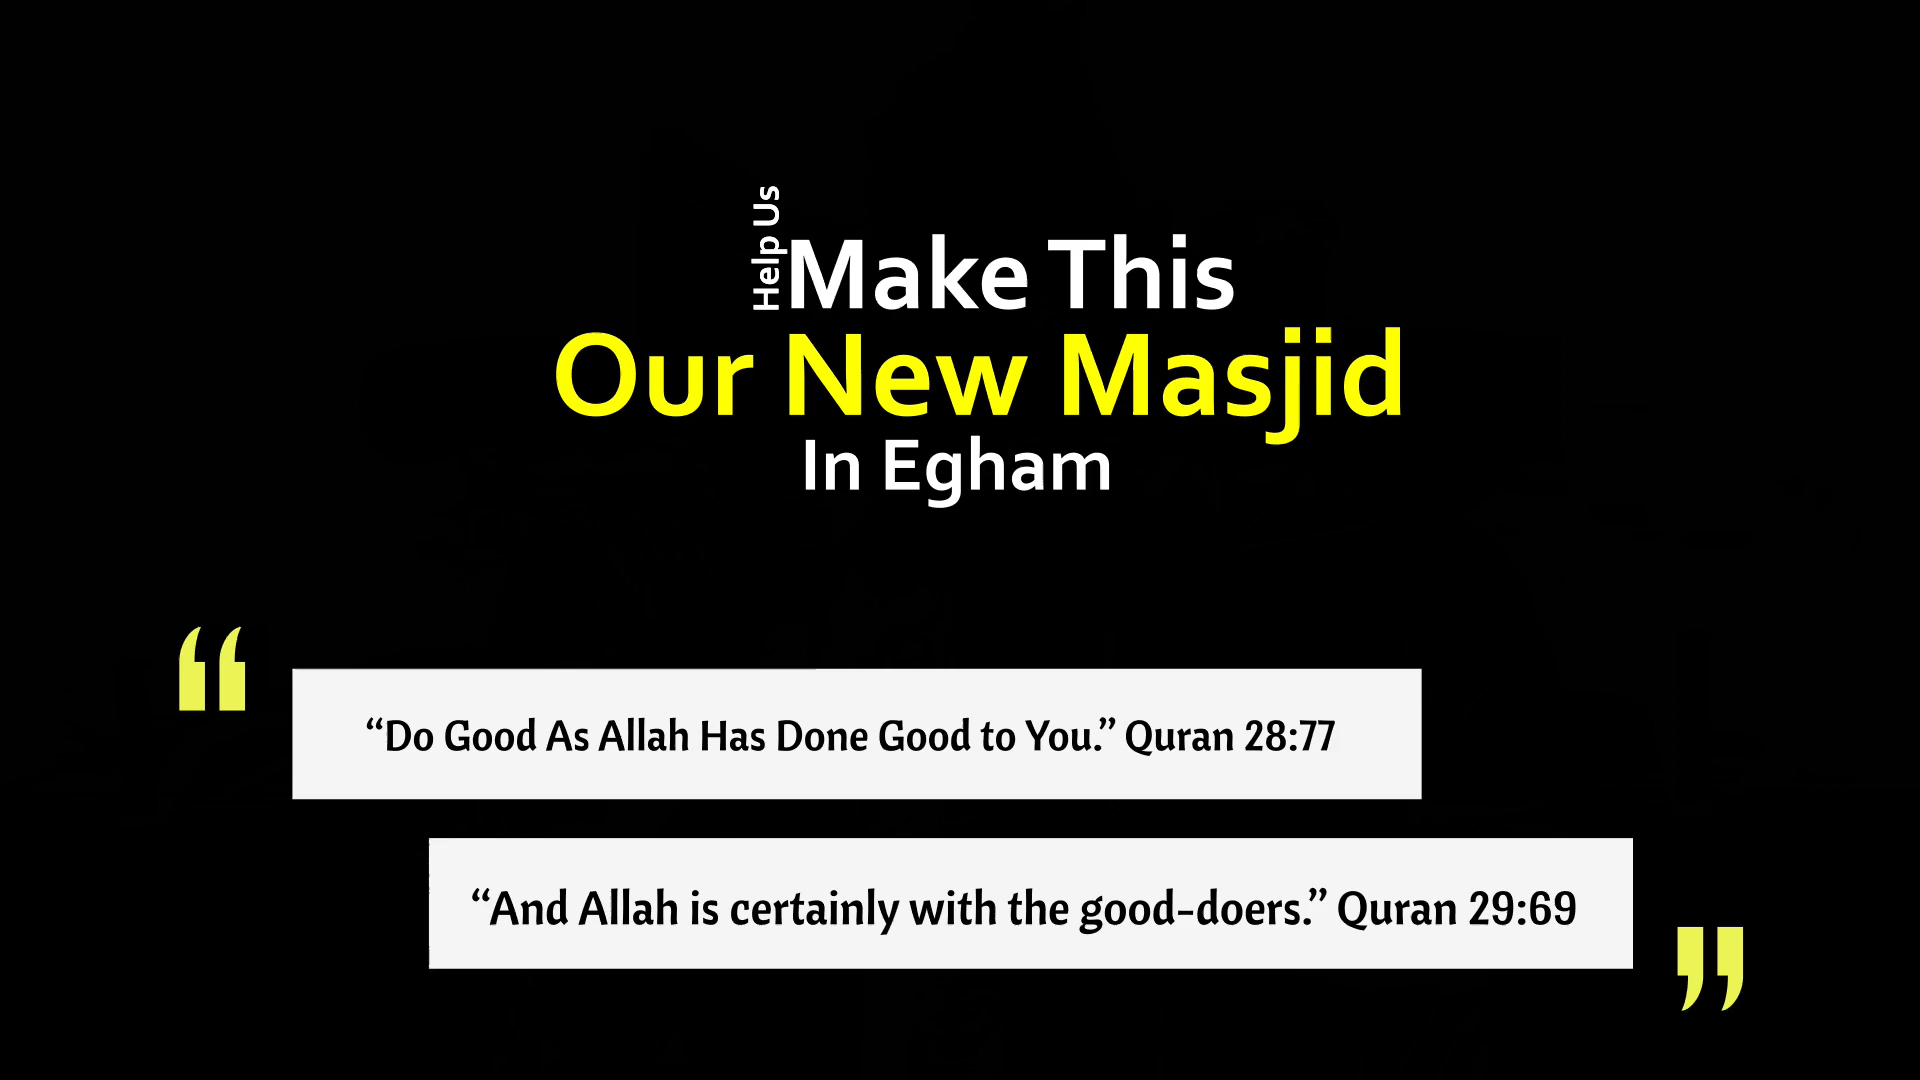 Help Us
Make This
Our New Masjid
In Egham
“Do Good As Allah Has Done Good to You.” Quran 28:77
“And Allah is certainly with the good-doers.” Quran 29:69